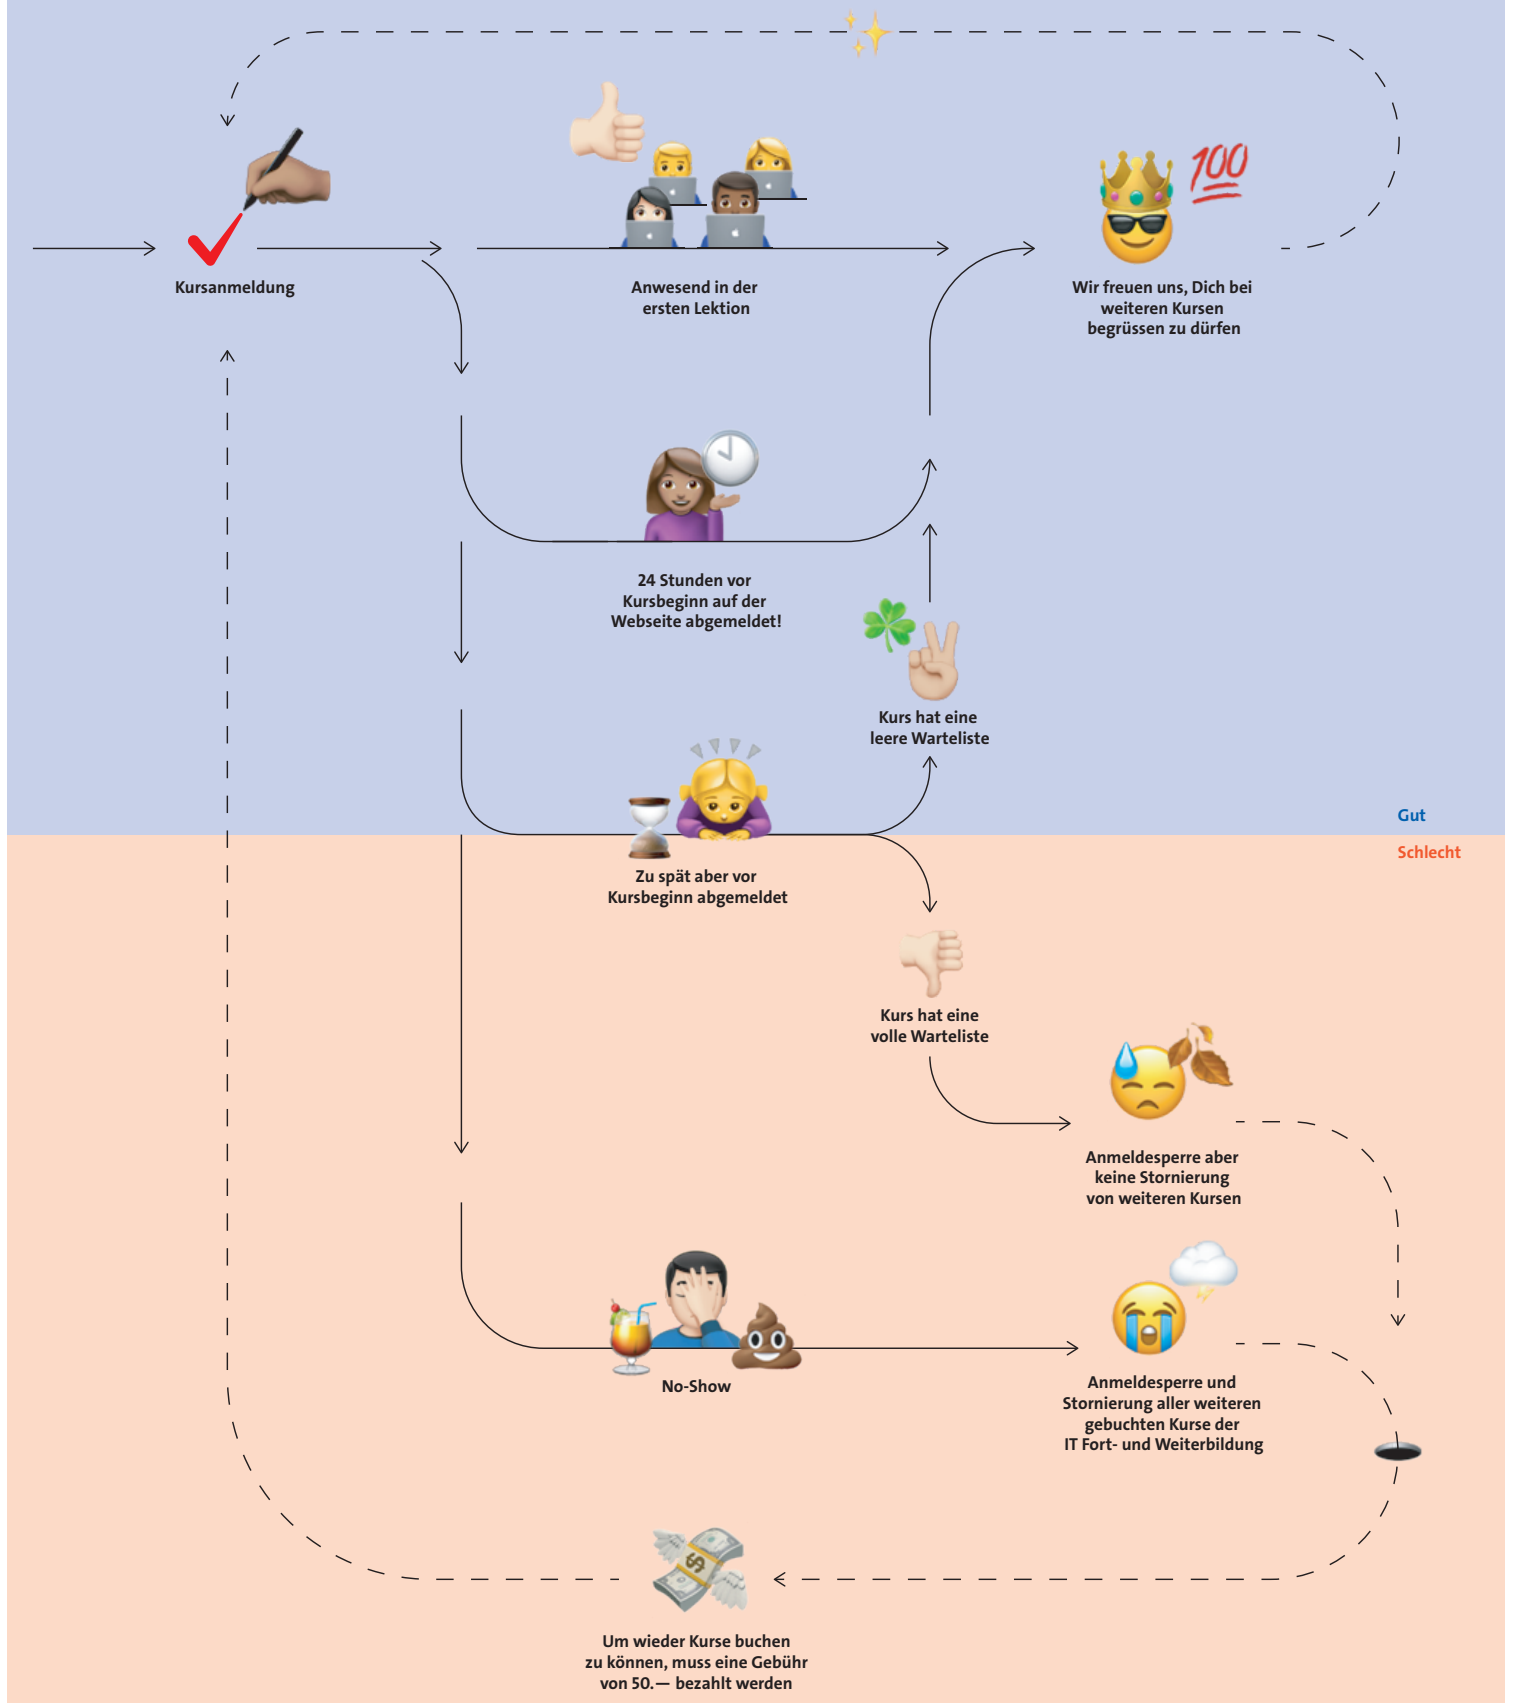 Kursanmeldung
Anwesend in der
ersten Lektion
100
Wir freuen uns, Dich bei
weiteren Kursen
begrüssen zu dürfen
24 Stunden vor
Kursbeginn auf der
Webseite abgemeldet!
Kurs hat eine
leere Warteliste
Gut
Schlecht
Zu spät aber vor
Kursbeginn abgemeldet
Kurs hat eine
volle Warteliste
Anmeldesperre aber
keine Stornierung
von weiteren Kursen
No-Show
Anmeldesperre und
Stornierung aller weiteren
gebuchten Kurse der
IT Fort- und Weiterbildung
$
Um wieder Kurse buchen
zu können, muss eine Gebühr
von 50.— bezahlt werden